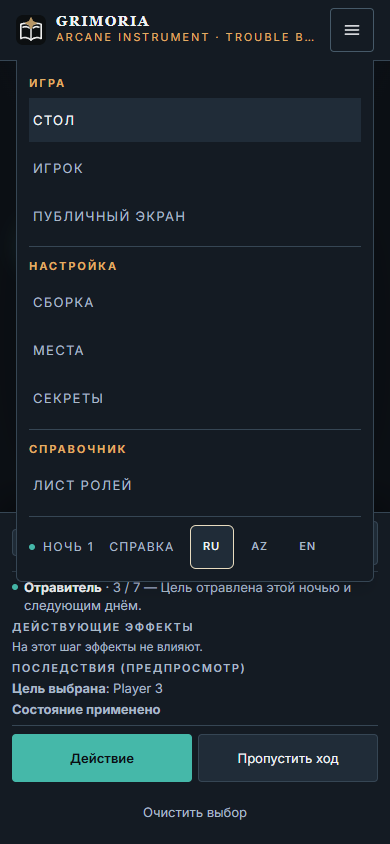 GRIMORIA
ARCANE INSTRUMENT · TROUBLE B...
ИГРА
СТОЛ
ИГРОК
ПУБЛИЧНЫЙ ЭКРАН
НАСТРОЙКА
СБОРКА
МЕСТА
СЕКРЕТЫ
СПРАВОЧНИК
ЛИСТ РОЛЕЙ
НОЧЬ 1 СПРАВКА RU AZ EN
Отравитель · 3 / 7 — Цель отравлена этой ночью и
следующим днём.
ДЕЙСТВУЮЩИЕ ЭФФЕКТЫ
На этот шаг эффекты не влияют.
ПОСЛЕДСТВИЯ (ПРЕДПРОСМОТР)
Цель выбрана: Player 3
Состояние применено
Действие Пропустить ход
Очистить выбор